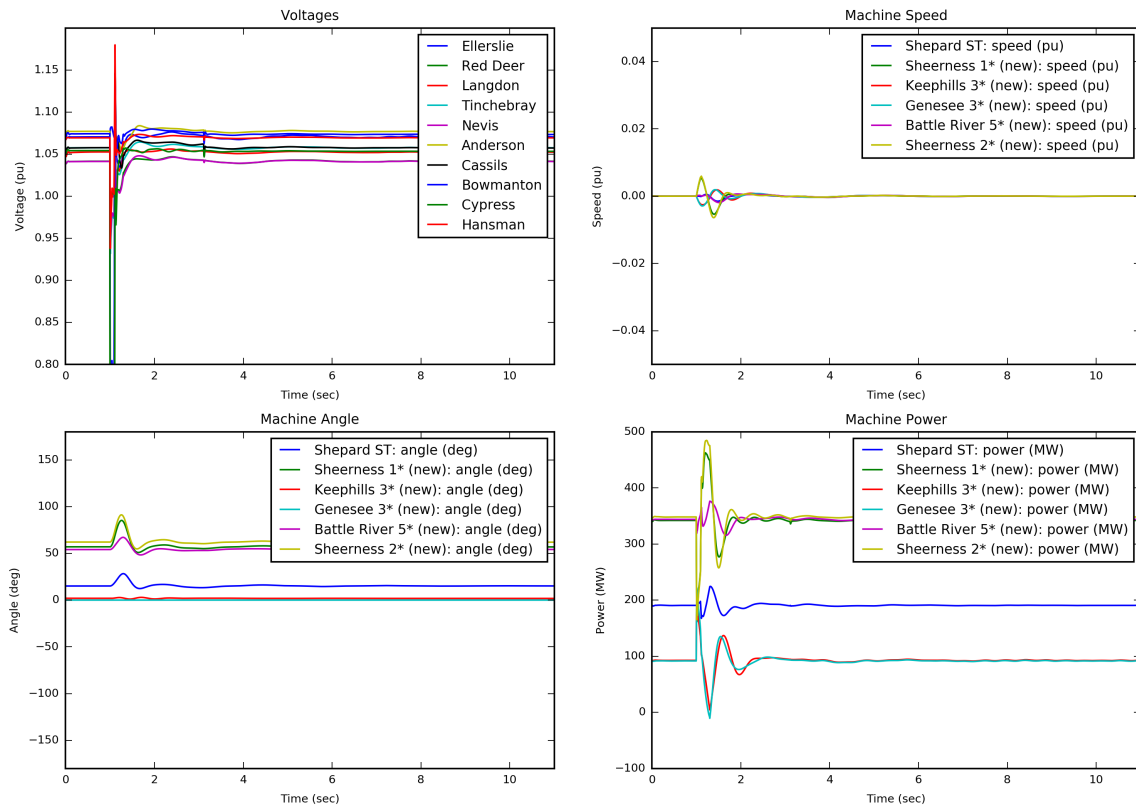 Voltages
1.15
1.10
1.05
1.00
0.95
0.90
0.85
0.80
Voltage (pu)
0
2
4
6
8
10
Time (sec)
Ellerslie
Red Deer
Langdon
Tinchebray
Nevis
Anderson
Cassils
Bowmanton
Cypress
Hansman
Machine Speed
0.04
0.02
0.00
−0.02
−0.04
Speed (pu)
0
2
4
6
8
10
Time (sec)
Shepard ST: speed (pu)
Sheerness 1* (new): speed (pu)
Keephills 3* (new): speed (pu)
Genesee 3* (new): speed (pu)
Battle River 5* (new): speed (pu)
Sheerness 2* (new): speed (pu)
Machine Angle
150
100
50
0
−50
−100
−150
Angle (deg)
0
2
4
6
8
10
Time (sec)
Shepard ST: angle (deg)
Sheerness 1* (new): angle (deg)
Keephills 3* (new): angle (deg)
Genesee 3* (new): angle (deg)
Battle River 5* (new): angle (deg)
Sheerness 2* (new): angle (deg)
Machine Power
500
400
300
200
100
0
−100
Power (MW)
0
2
4
6
8
10
Time (sec)
Shepard ST: power (MW)
Sheerness 1* (new): power (MW)
Keephills 3* (new): power (MW)
Genesee 3* (new): power (MW)
Battle River 5* (new): power (MW)
Sheerness 2* (new): power (MW)